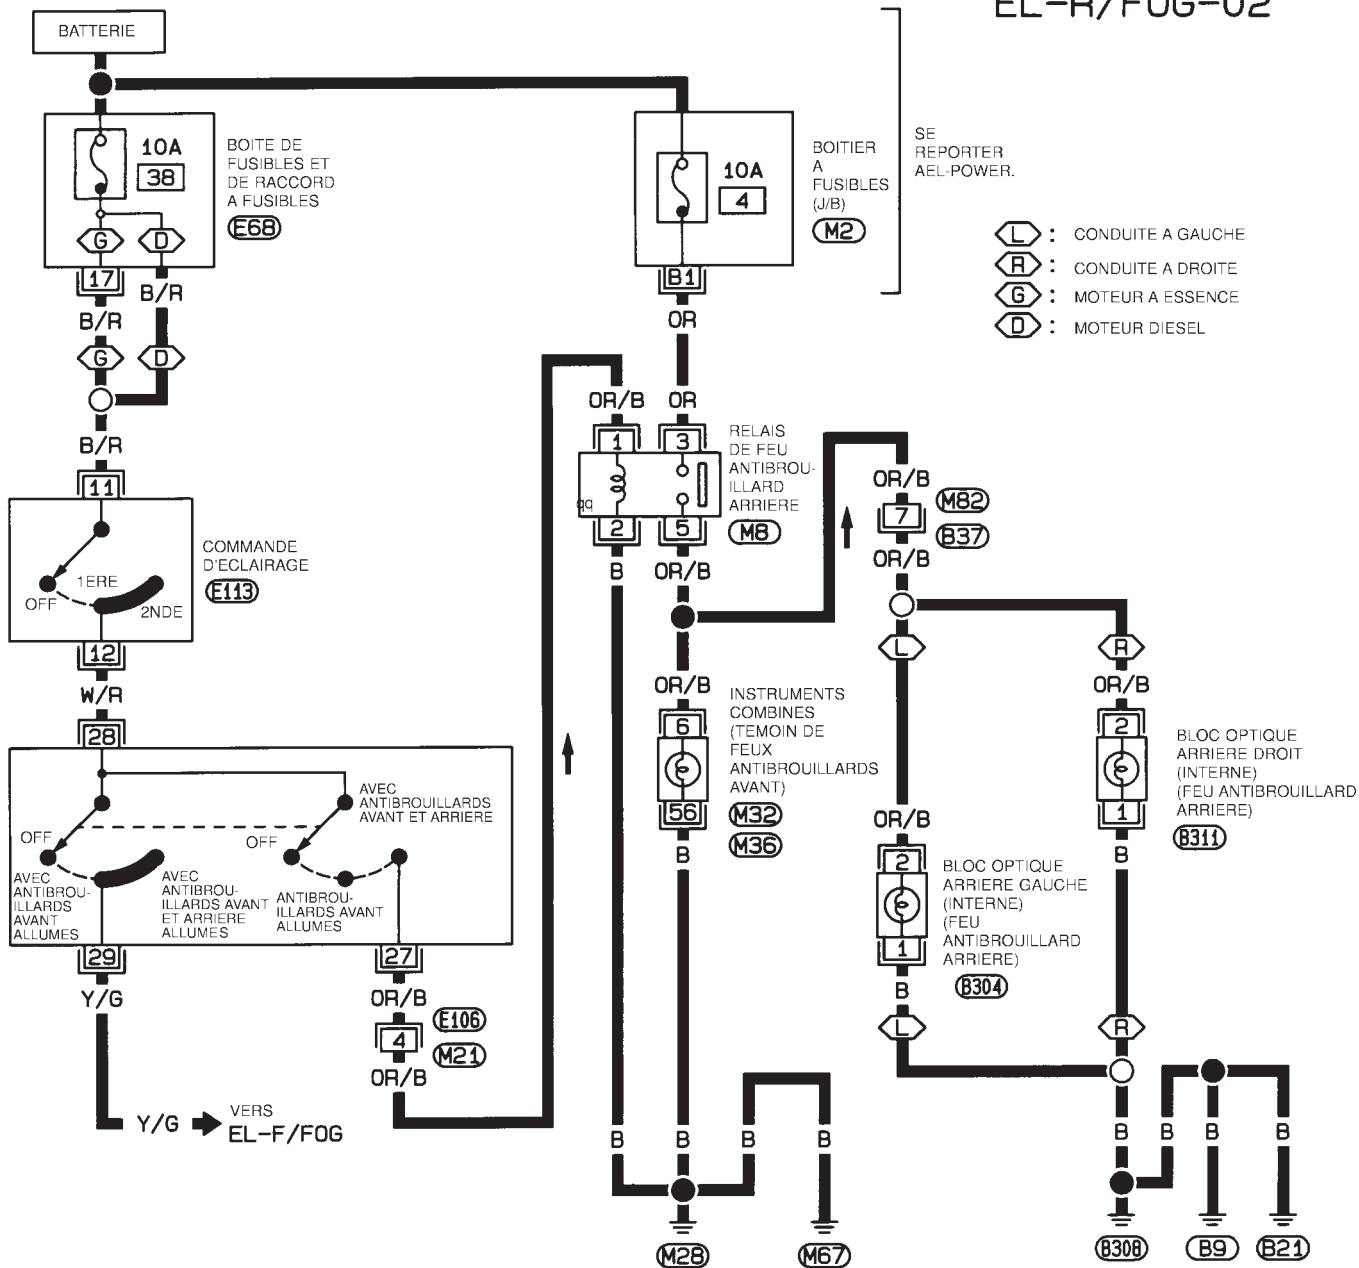 EL-R/FOG-02
BATTERIE
10A
38
BOITE DE
FUSIBLES ET
DE RACCORD
A FUSIBLES
E68
G
D
17
B/R
B/R
G
D
B/R
10A
4
BOITIER
A
FUSIBLES
(J/B)
M2
B1
OR
SE
REPORTER
AEL-POWER.
L : CONDUITE A GAUCHE
R : CONDUITE A DROITE
G : MOTEUR A ESSENCE
D : MOTEUR DIESEL
11
OFF
1ERE
2NDE
COMMANDE
D'ECLAIRAGE
E113
12
W/R
28
OR/B
OR
1
3
qq
2
5
RELAIS
DE FEU
ANTIBROU-
ILLARD
ARRIERE
M8
B
OR/B
OR/B
7
M82
B37
OR/B
L
R
OR/B
OR/B
6
56
INSTRUMENTS
COMBINES
(TEMOIN DE
FEUX
ANTIBROUILLARDS
AVANT)
M32
M36
B
2
1
BLOC OPTIQUE
ARRIERE DROIT
(INTERNE)
(FEU ANTIBROUILLARD
ARRIERE)
B311
B
OR/B
2
1
BLOC OPTIQUE
ARRIERE GAUCHE
(INTERNE)
(FEU
ANTIBROUILLARD
ARRIERE)
B304
B
L
R
OFF
AVEC
ANTIBROU-
ILLARDS
AVANT
ALLUMES
AVEC
ANTIBROU-
ILLARDS AVANT
ET ARRIERE
ALLUMES
OFF
AVEC
ANTIBROUILLARDS
AVANT ET ARRIERE
ANTIBROU-
ILLARDS AVANT
ALLUMES
29
27
Y/G
OR/B
4
E106
M21
OR/B
Y/G
VERS
EL-F/FOG
B
B
B
B
B
B
B
B
M28
M67
B308
B9
B21